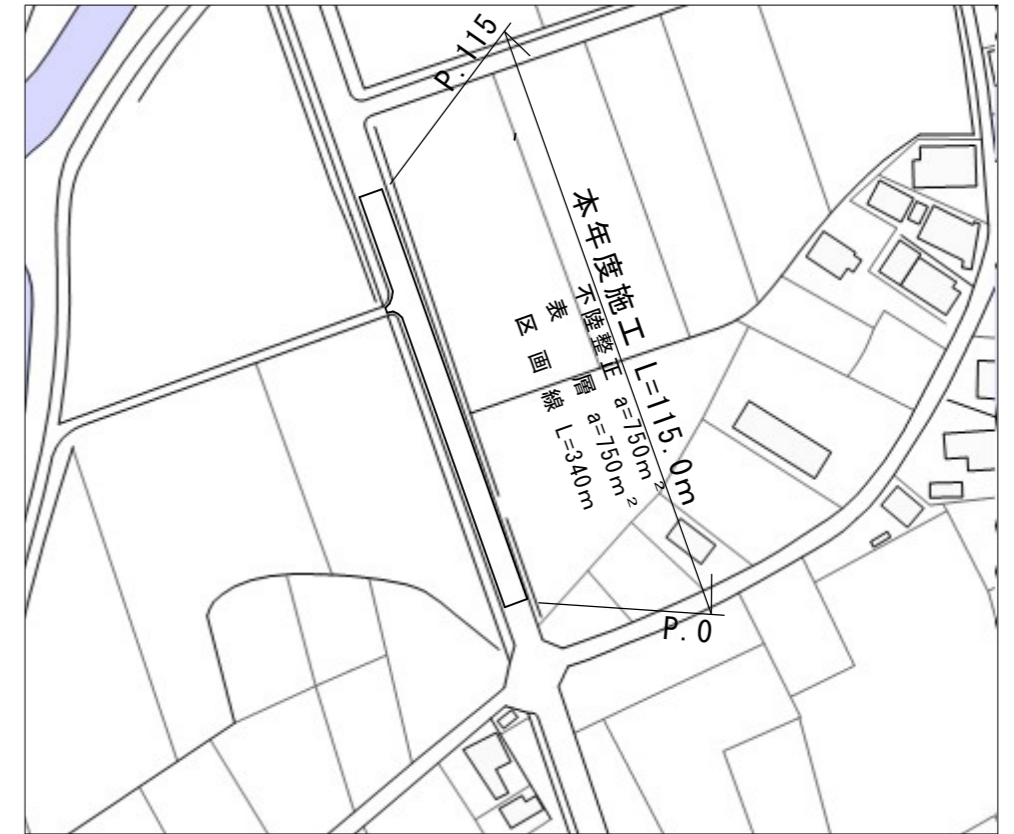 P.115
本年度施工 L=115.0m
不陸整正 a=750m²
表層 a=750m²
区画線 L=340m
P.0